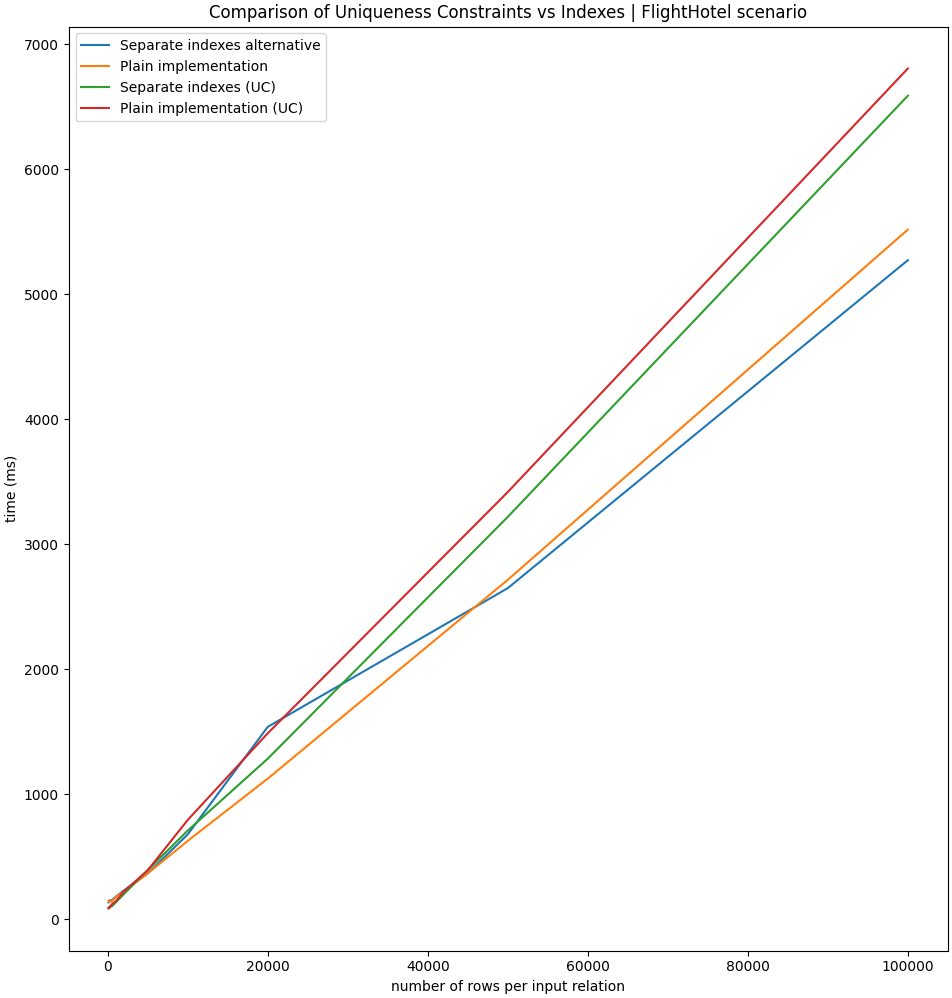 Comparison of Uniqueness Constraints vs Indexes | FlightHotel scenario
Separate indexes alternative
Plain implementation
Separate indexes (UC)
Plain implementation (UC)
7000
6000
5000
4000
3000
2000
1000
0
time (ms)
0 20000 40000 60000 80000 100000
number of rows per input relation